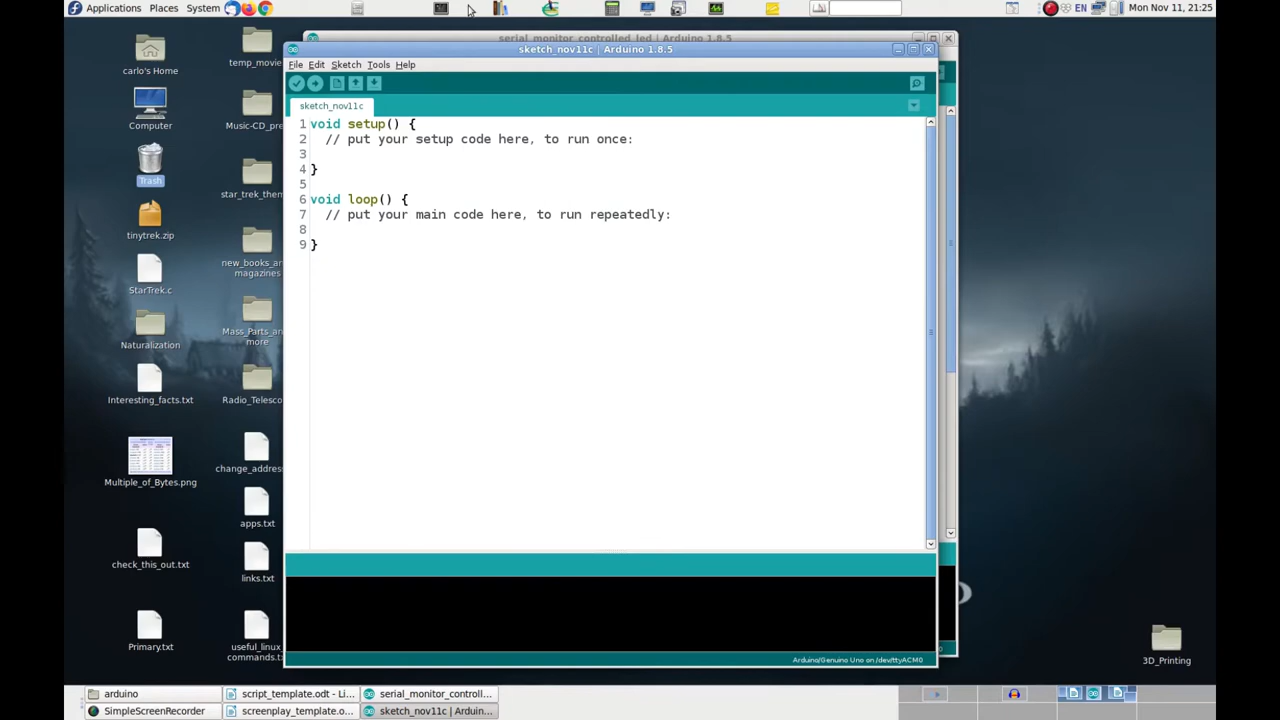 Applications Places System EN Mon Nov 11, 21:25
serial_monitor_controlled_led | Arduino 1.8.5
sketch_nov11c | Arduino 1.8.5
File Edit Sketch Tools Help
sketch_nov11c
1 void setup() {
2 // put your setup code here, to run once:
3
4 }
5
6 void loop() {
7 // put your main code here, to run repeatedly:
8
9 }
Arduino/Genuino Uno on /dev/ttyACM0
carlo's Home
Computer
Trash
tinytrek.zip
StarTrek.c
Naturalization
Interesting_facts.txt
Multiple_of_Bytes.png
check_this_out.txt
Primary.txt
temp_movie
Music-CD_pre
star_trek_them
new_books_an
magazines
Mass_Parts_an
more
Radio_Telesco
change_address
apps.txt
links.txt
useful_linux_
commands.tx
3D_Printing
arduino
script_template.odt - Li...
serial_monitor_controll...
SimpleScreenRecorder
screenplay_template.o...
sketch_nov11c | Arduin...